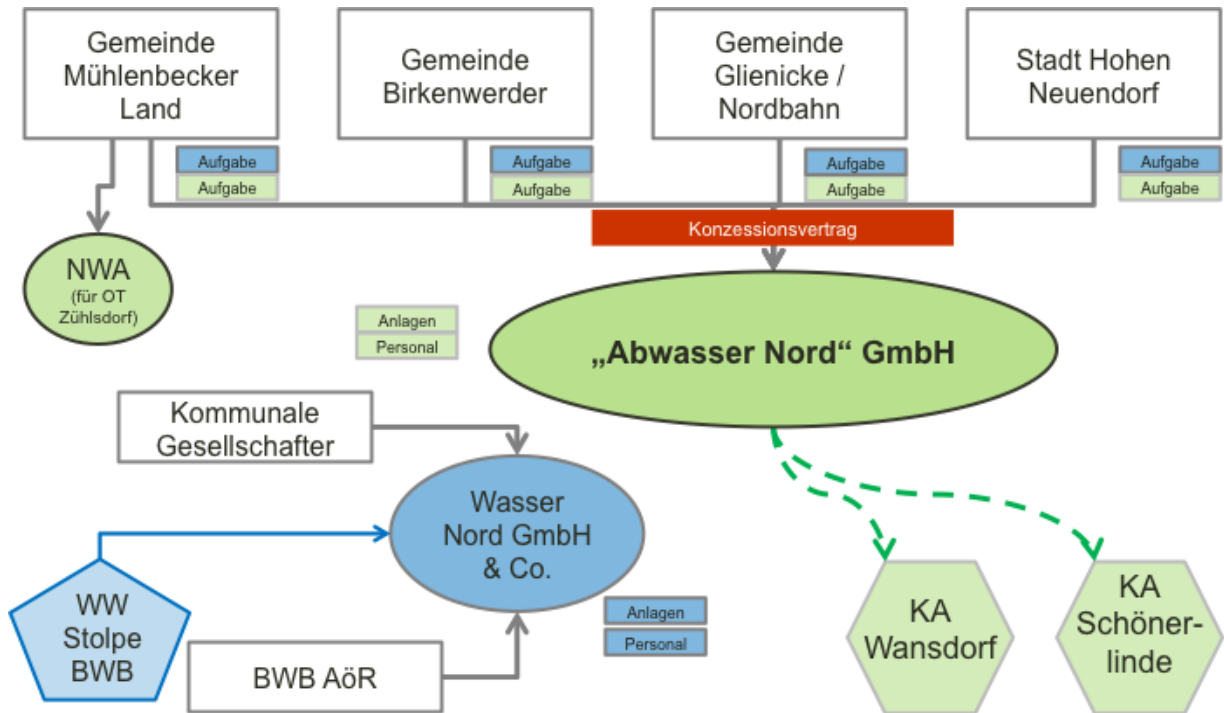 Gemeinde
Mühlenbecker
Land
Gemeinde
Birkenwerder
Gemeinde
Glienicke /
Nordbahn
Stadt Hohen
Neuendorf
Aufgabe
Aufgabe
Aufgabe
Aufgabe
Aufgabe
Aufgabe
Aufgabe
Aufgabe
Konzessionsvertrag
NWA
(für OT
Zühlsdorf)
Anlagen
Personal
„Abwasser Nord“ GmbH
Kommunale
Gesellschafter
Wasser
Nord GmbH
& Co.
WW
Stolpe
BWB
BWB AöR
Anlagen
Personal
KA
Wansdorf
KA
Schöner-
linde